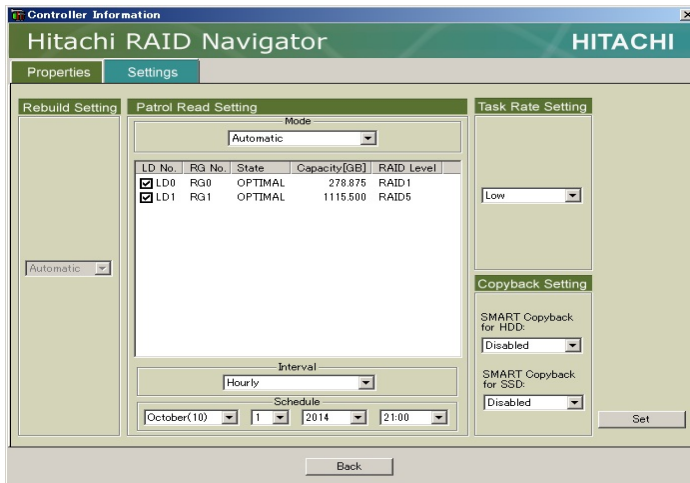 Controller Information
Hitachi RAID Navigator
HITACHI
Properties
Settings
Rebuild Setting
Automatic
Patrol Read Setting
Mode
Automatic
LD No. RG No. State Capacity[GB] RAID Level
LD0 RG0 OPTIMAL 278.875 RAID1
LD1 RG1 OPTIMAL 1115.500 RAID5
Interval
Hourly
Schedule
October(10) 1 2014 21:00
Task Rate Setting
Low
Copyback Setting
SMART Copyback
for HDD:
Disabled
SMART Copyback
for SSD:
Disabled
Set
Back